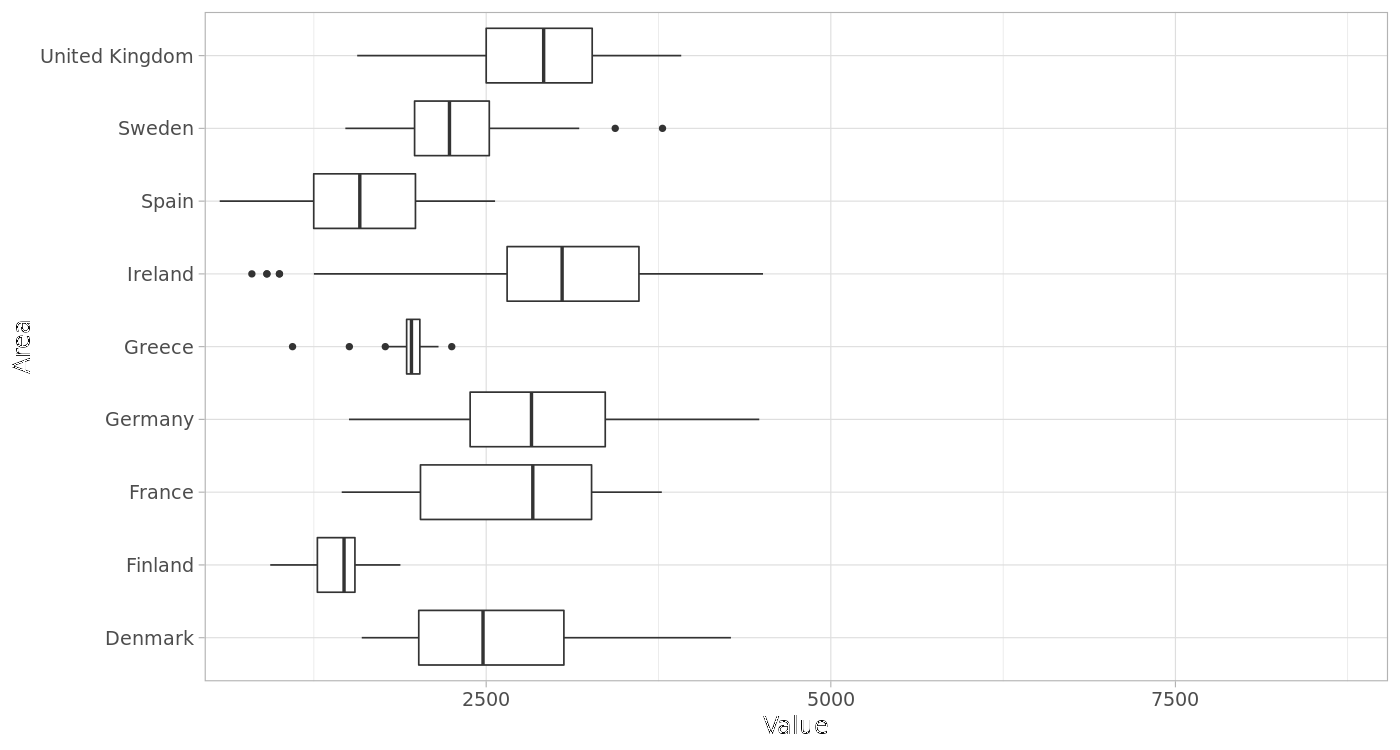 United Kingdom
Sweden
Spain
Ireland
Greece
Germany
France
Finland
Denmark
Area
2500 5000 7500
Value